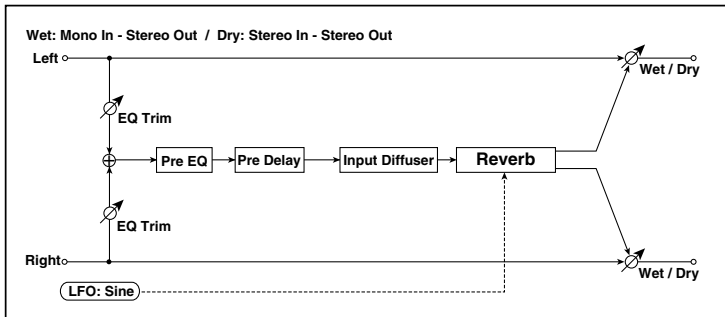 Wet: Mono In - Stereo Out / Dry: Stereo In - Stereo Out
Left
Wet / Dry
EQ Trim
Pre EQ
Pre Delay
Input Diffuser
Reverb
EQ Trim
Right
Wet / Dry
LFO: Sine